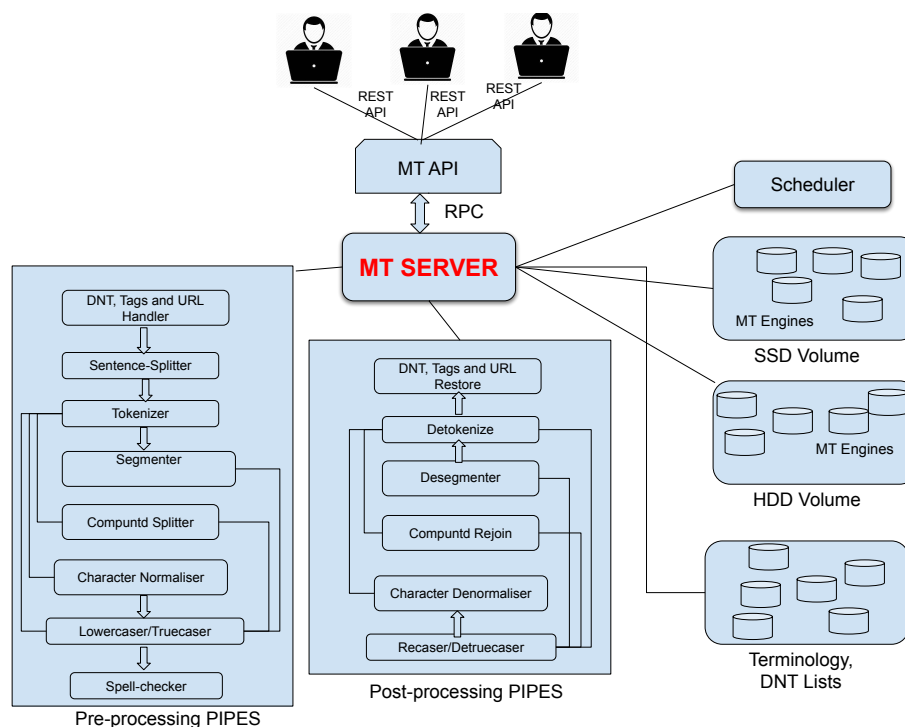 REST
API
REST
API
REST
API
MT API
RPC
MT SERVER
Scheduler
MT Engines
SSD Volume
MT Engines
HDD Volume
Terminology,
DNT Lists
DNT, Tags and URL
Handler
Sentence-Splitter
Tokenizer
Segmenter
Compuntd Splitter
Character Normaliser
Lowercaser/Truecaser
Spell-checker
Pre-processing PIPES
DNT, Tags and URL
Restore
Detokenize
Desegmenter
Compuntd Rejoin
Character Denormaliser
Recaser/Detruecaser
Post-processing PIPES